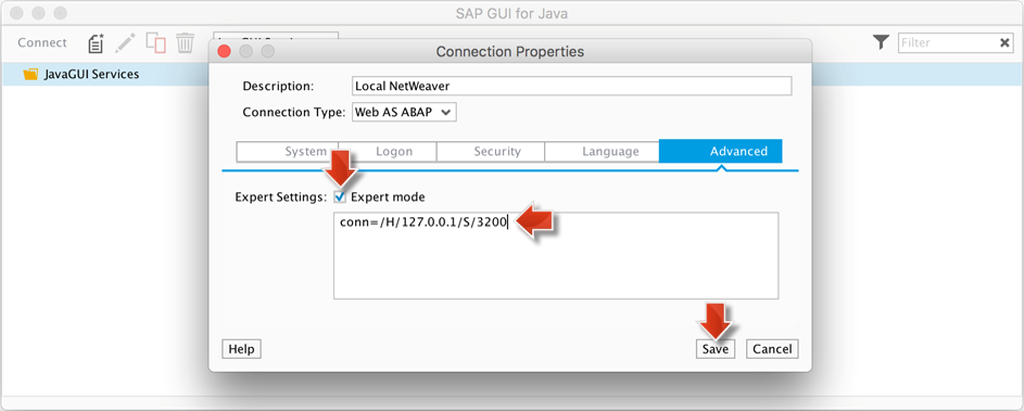 SAP GUI for Java
Connect
Filter
JavaGUI Services
Connection Properties
Description: Local NetWeaver
Connection Type: Web AS ABAP
System Logon Security Language Advanced
Expert Settings: Expert mode
conn=/H/127.0.0.1/S/3200
Help Save Cancel